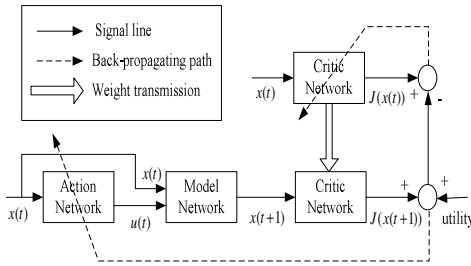 Signal line
Back-propagating path
Weight transmission
Critic
Network
x(t)
J(x(t))
+
-
x(t)
Action
Network
x(t)
u(t)
Model
Network
x(t+1)
Critic
Network
J(x(t+1))
+
+
utility